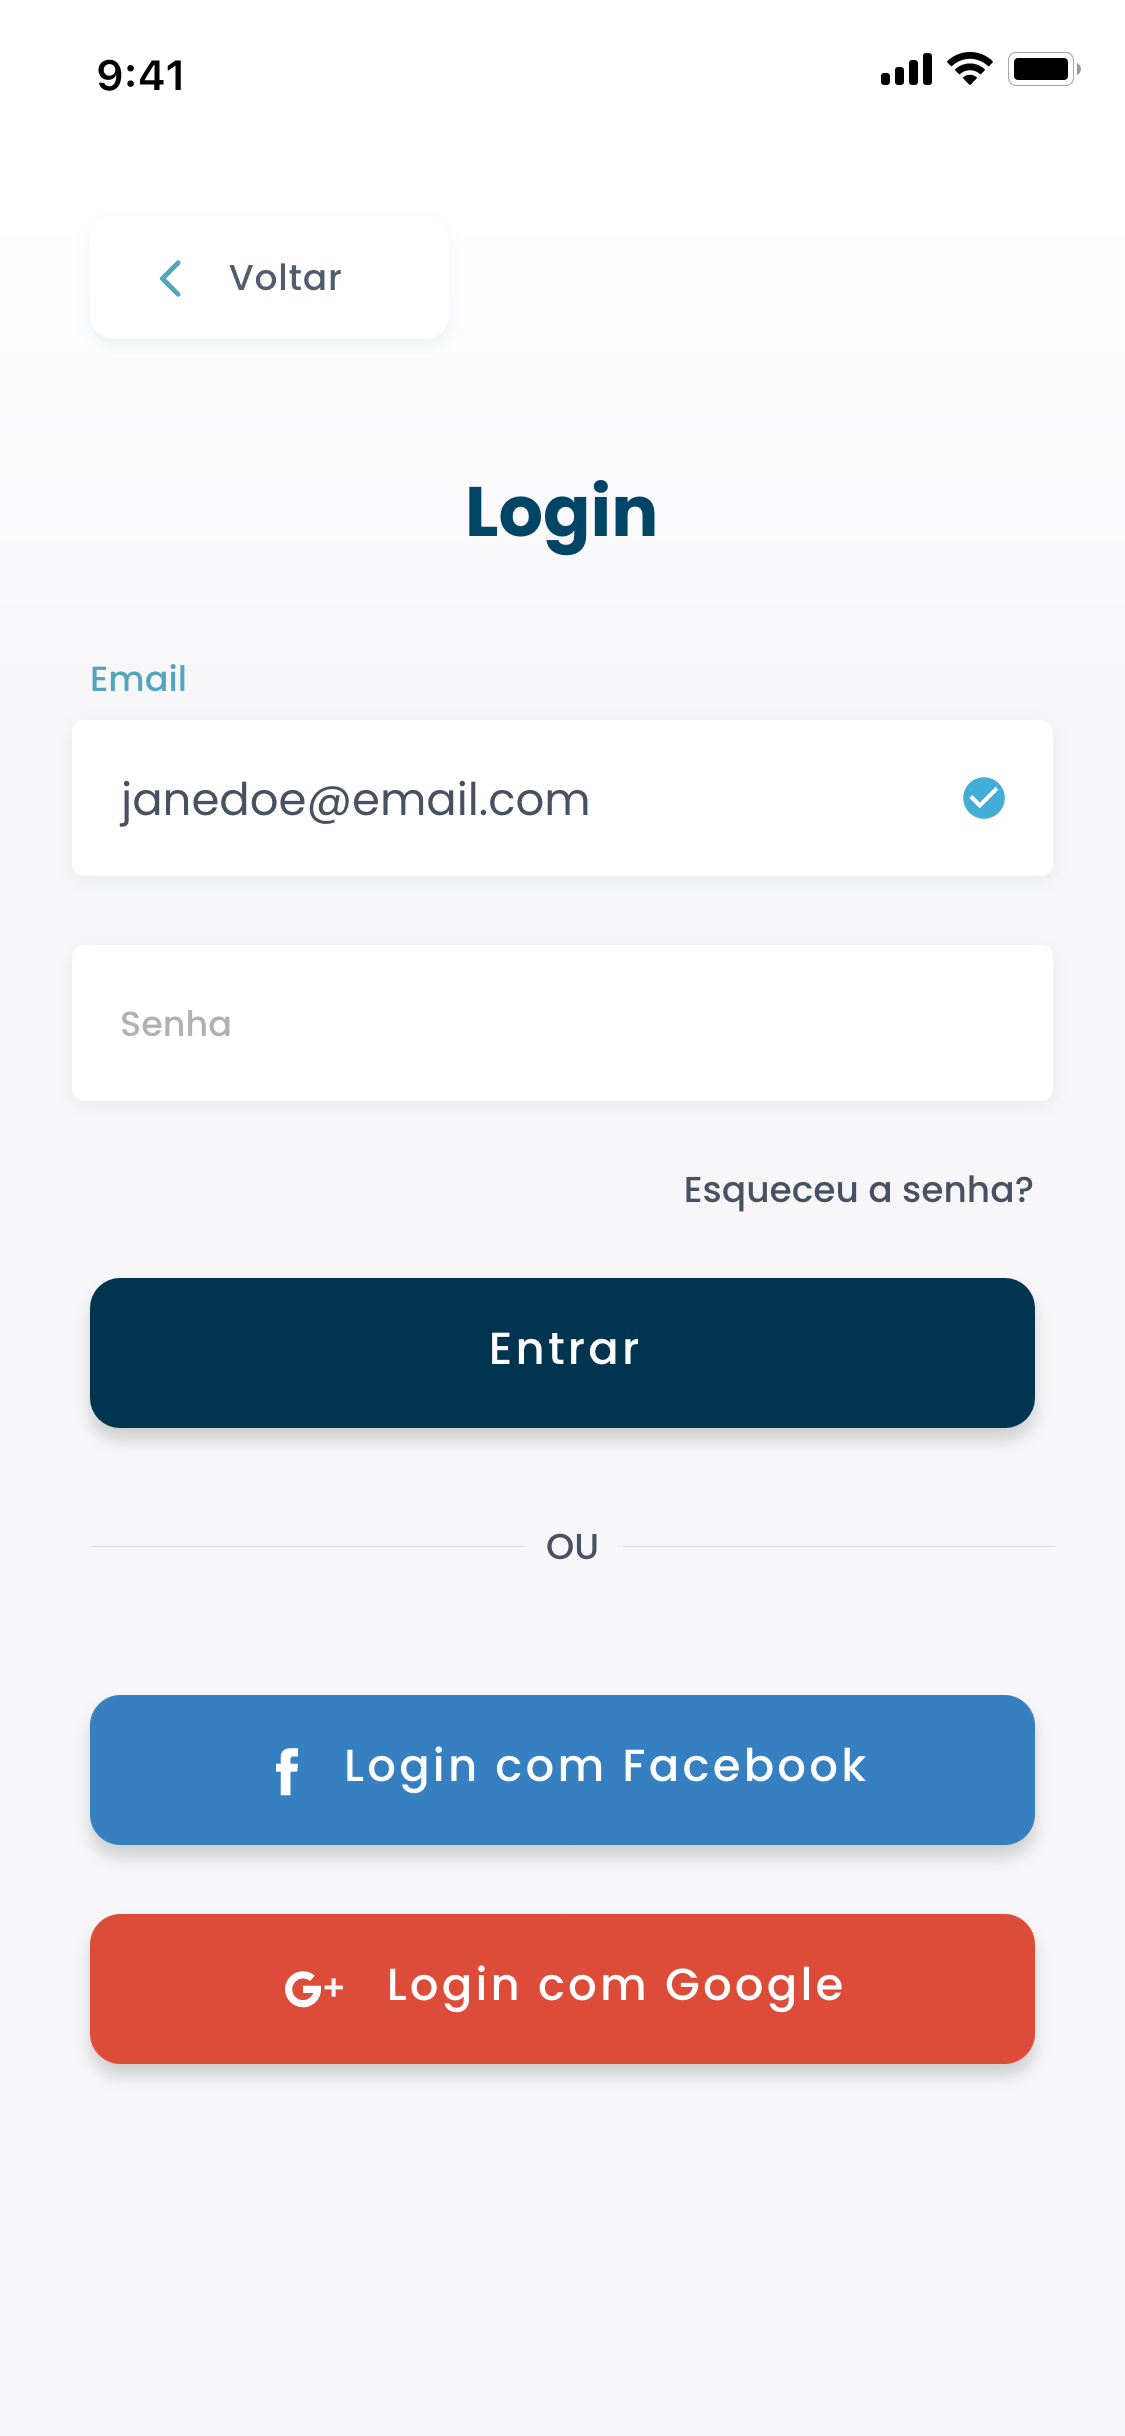 9:41
Voltar
Login
Email
janedoe@email.com
Senha
Esqueceu a senha?
Entrar
OU
f Login com Facebook
G+ Login com Google